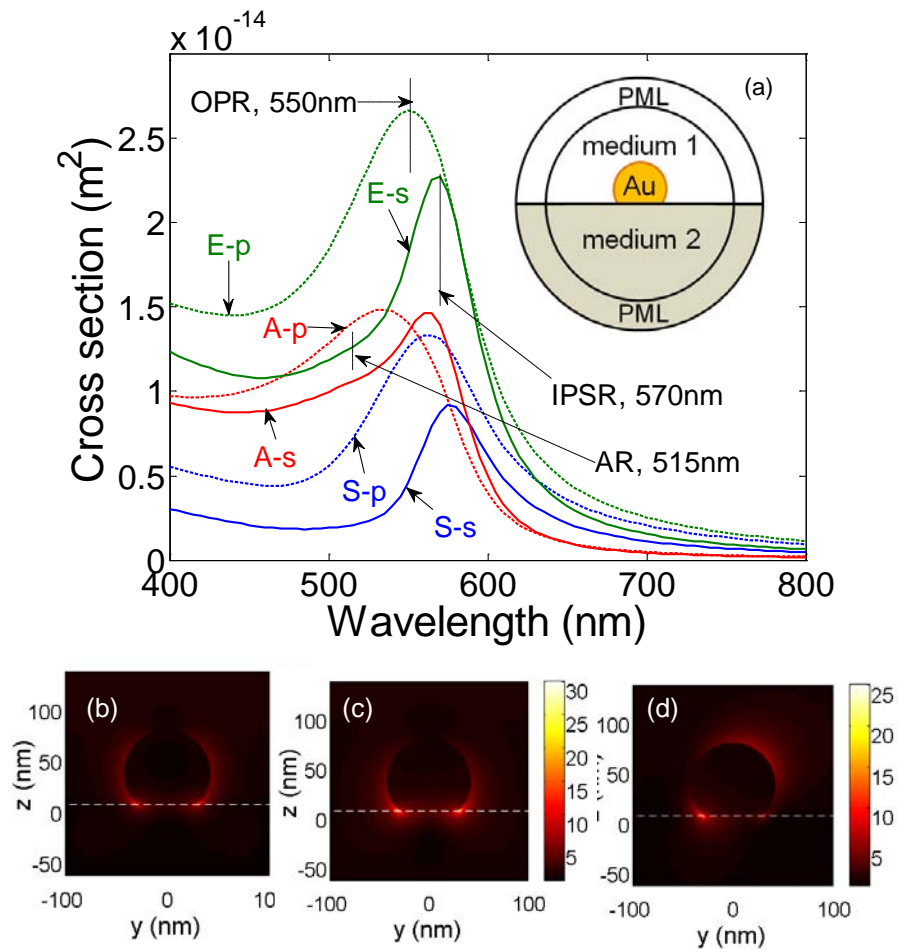 x 10^-14
3
2.5
2
1.5
1
0.5
0
400
500
600
700
800
Cross section (m²)
Wavelength (nm)
OPR, 550nm
E-s
E-p
A-p
A-s
S-p
S-s
IPSR, 570nm
AR, 515nm
(a)
PML
medium 1
Au
medium 2
PML
(b)
z (nm)
100
50
0
-50
-100
0
10
y (nm)
(c)
z (nm)
100
50
0
-50
-100
0
100
y (nm)
30
25
20
15
10
5
(d)
(nm)
100
50
0
-50
-100
0
100
y (nm)
25
20
15
10
5